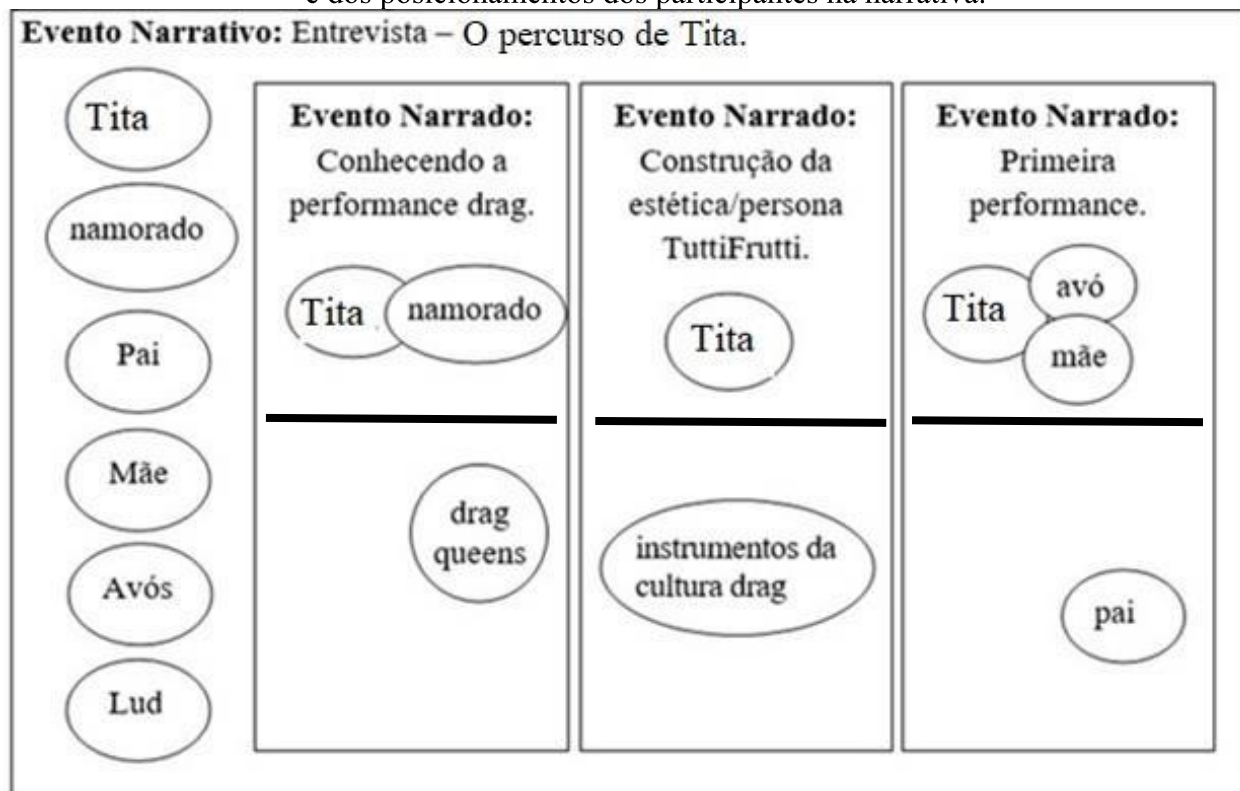 e dos posicionamentos dos participantes na narrativa.
Evento Narrativo: Entrevista – O percurso de Tita.
Tita
namorado
Pai
Mãe
Avós
Lud
Evento Narrado:
Conhecendo a
performance drag.
Tita
namorado
drag
queens
Evento Narrado:
Construção da
estética/persona
TuttiFrutti.
Tita
instrumentos da
cultura drag
Evento Narrado:
Primeira
performance.
Tita
avó
mãe
pai